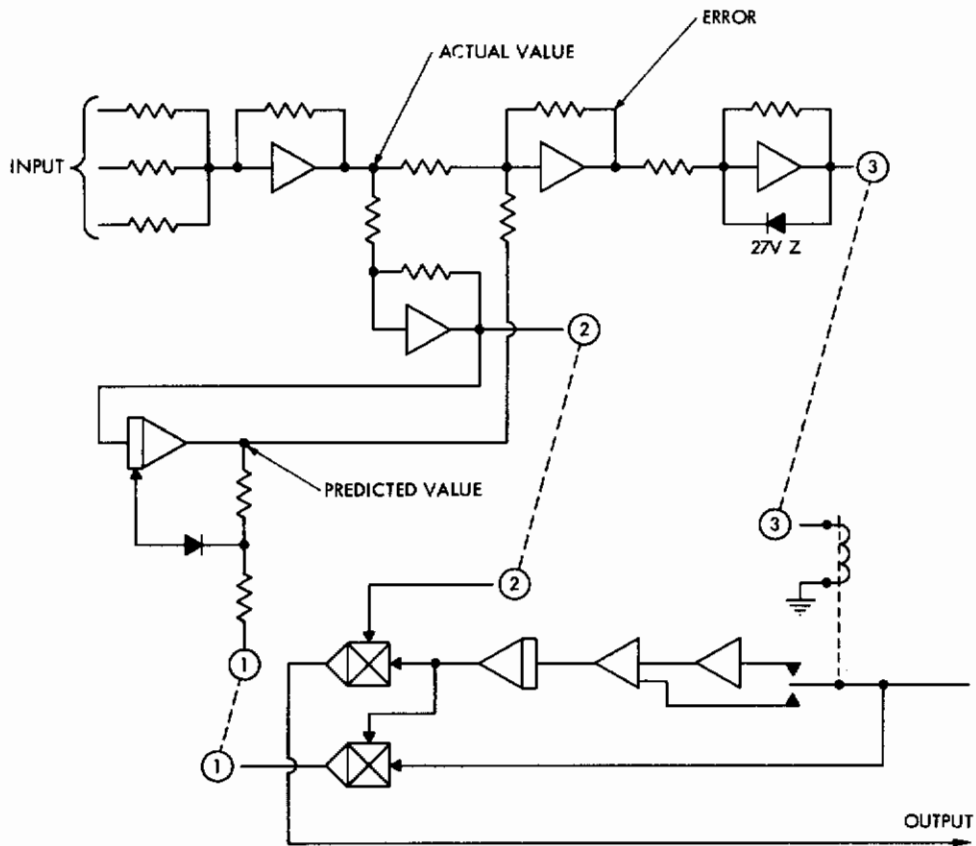 ERROR
ACTUAL VALUE
INPUT
3
27V Z
2
PREDICTED VALUE
3
2
1
1
OUTPUT